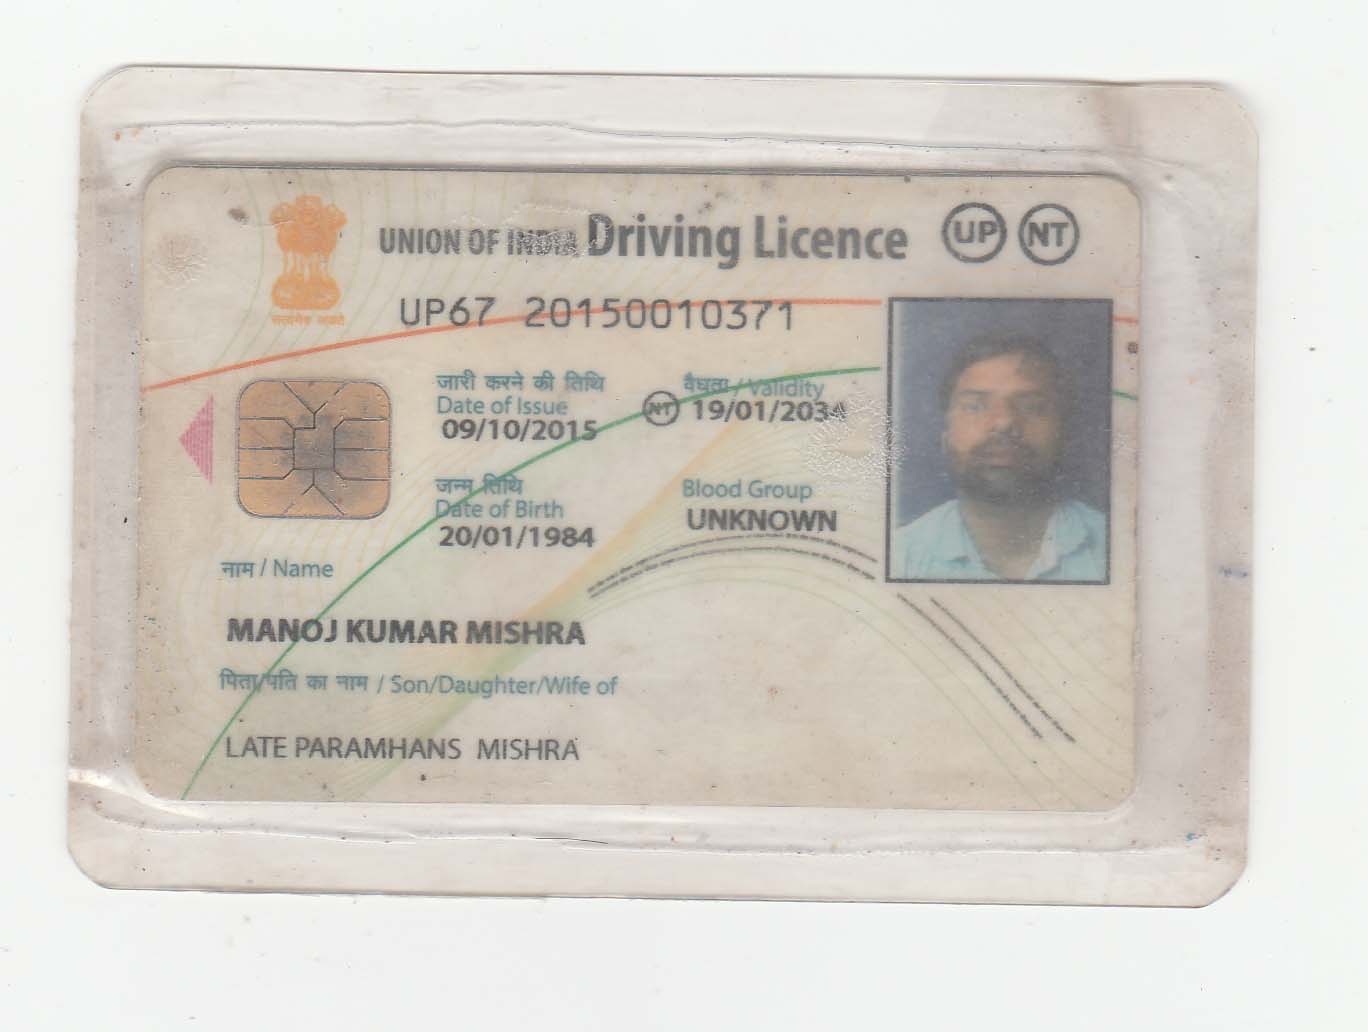 UNION OF INDIA Driving Licence UP NT
सत्यमेव जयते
UP67 20150010371
जारी करने की तिथि
Date of Issue
09/10/2015
वैधता / Validity
NT 19/01/2034
जन्म तिथि
Date of Birth
20/01/1984
Blood Group
UNKNOWN
नाम / Name
MANOJ KUMAR MISHRA
पिता/पति का नाम / Son/Daughter/Wife of
LATE PARAMHANS MISHRA